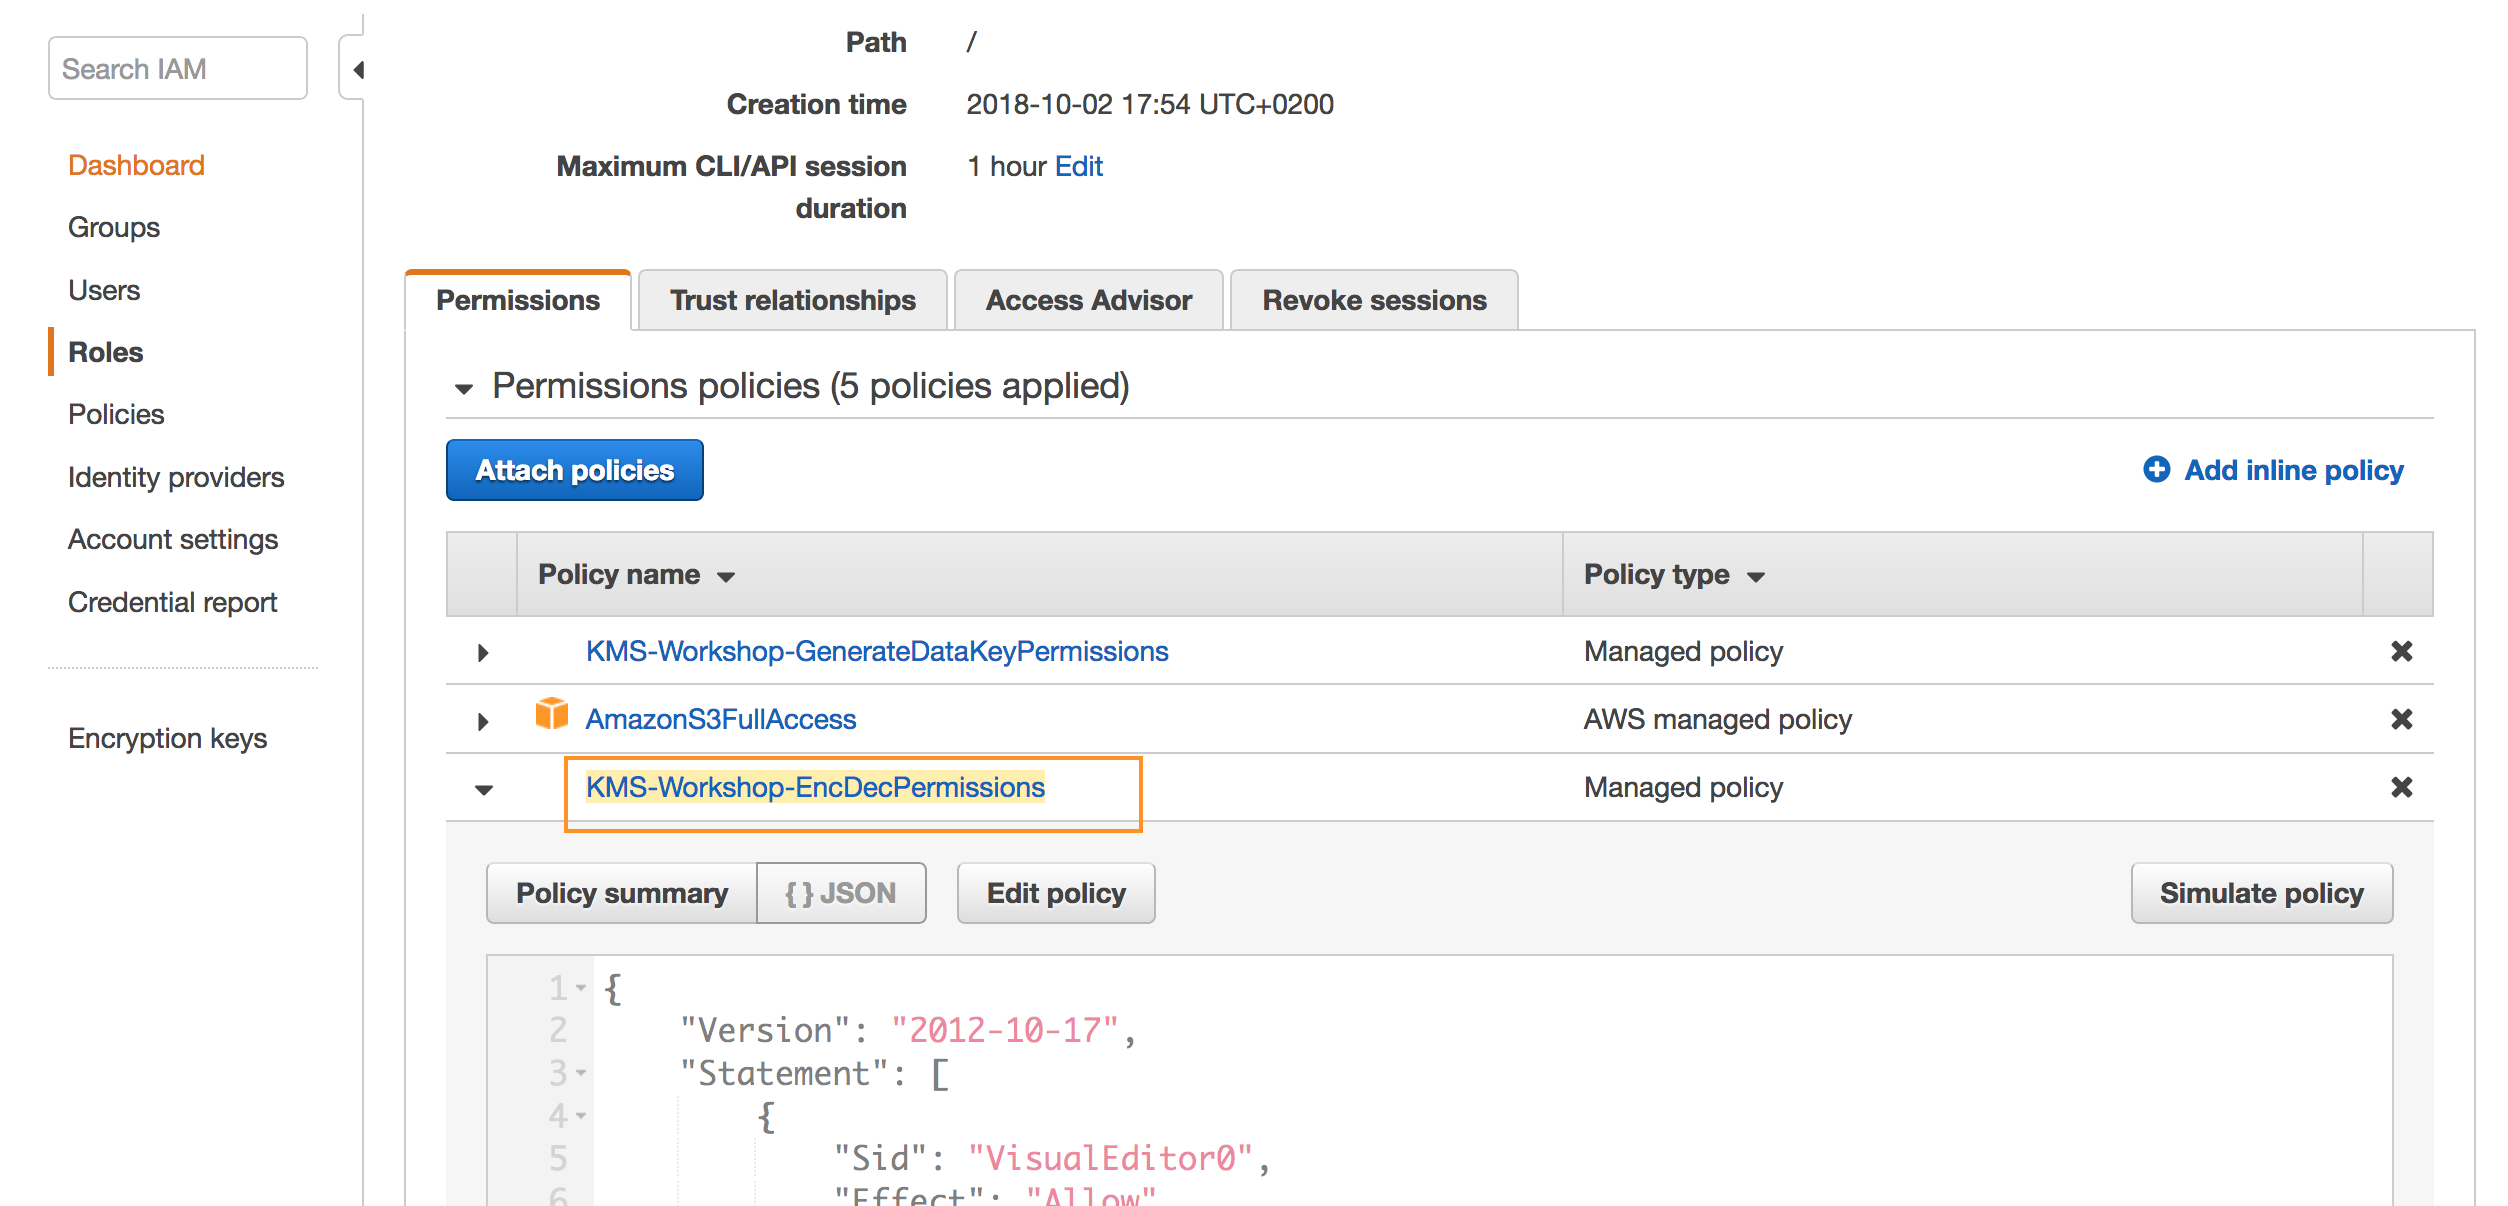 Search IAM
Dashboard
Groups
Users
Roles
Policies
Identity providers
Account settings
Credential report
Encryption keys
Path /
Creation time 2018-10-02 17:54 UTC+0200
Maximum CLI/API session duration 1 hour Edit
Permissions Trust relationships Access Advisor Revoke sessions
Permissions policies (5 policies applied)
Attach policies Add inline policy
Policy name Policy type
KMS-Workshop-GenerateDataKeyPermissions Managed policy
AmazonS3FullAccess AWS managed policy
KMS-Workshop-EncDecPermissions Managed policy
Policy summary { } JSON Edit policy Simulate policy
1 {
2 "Version": "2012-10-17",
3 "Statement": [
4 {
5 "Sid": "VisualEditor0",
6 "Effect": "Allow"